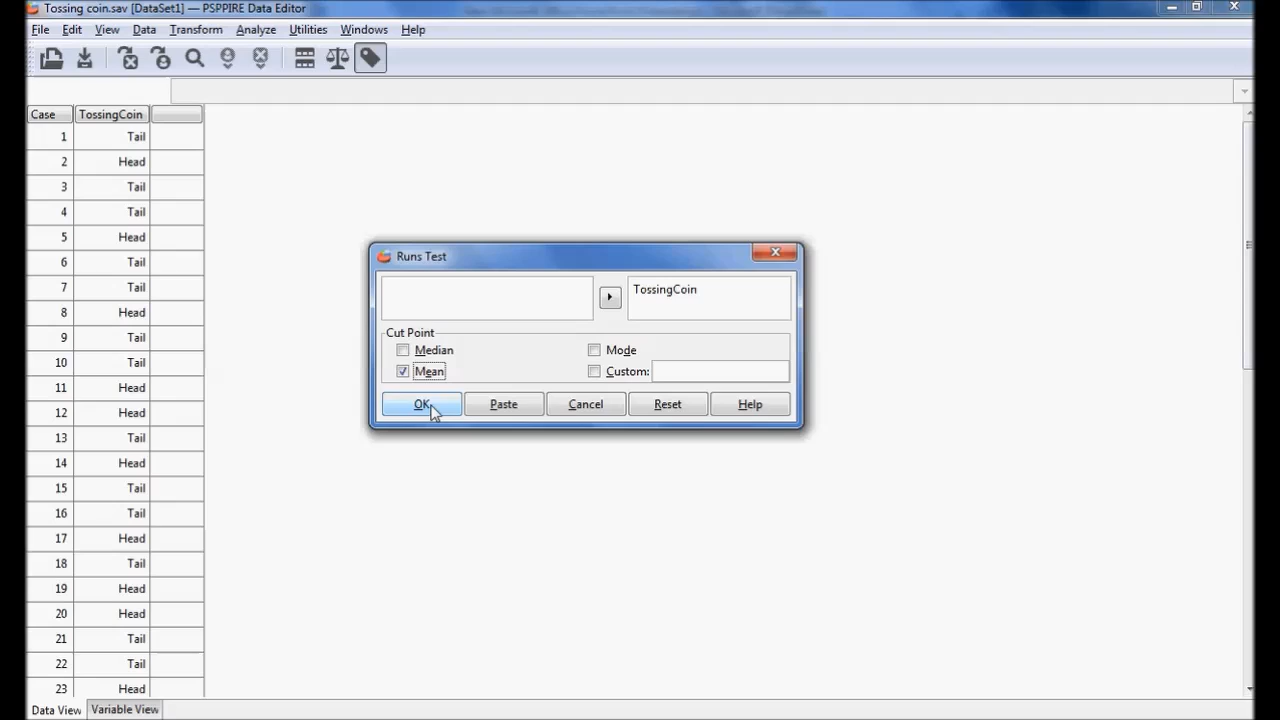 Tossing coin.sav [DataSet1] — PSPPIRE Data Editor
File Edit View Data Transform Analyze Utilities Windows Help
Case TossingCoin
1 Tail
2 Head
3 Tail
4 Tail
5 Head
6 Tail
7 Tail
8 Head
9 Tail
10 Tail
11 Head
12 Head
13 Tail
14 Head
15 Tail
16 Tail
17 Head
18 Tail
19 Head
20 Head
21 Tail
22 Tail
23 Head
Runs Test
TossingCoin
Cut Point
Median Mode
Mean Custom:
OK Paste Cancel Reset Help
Data View Variable View